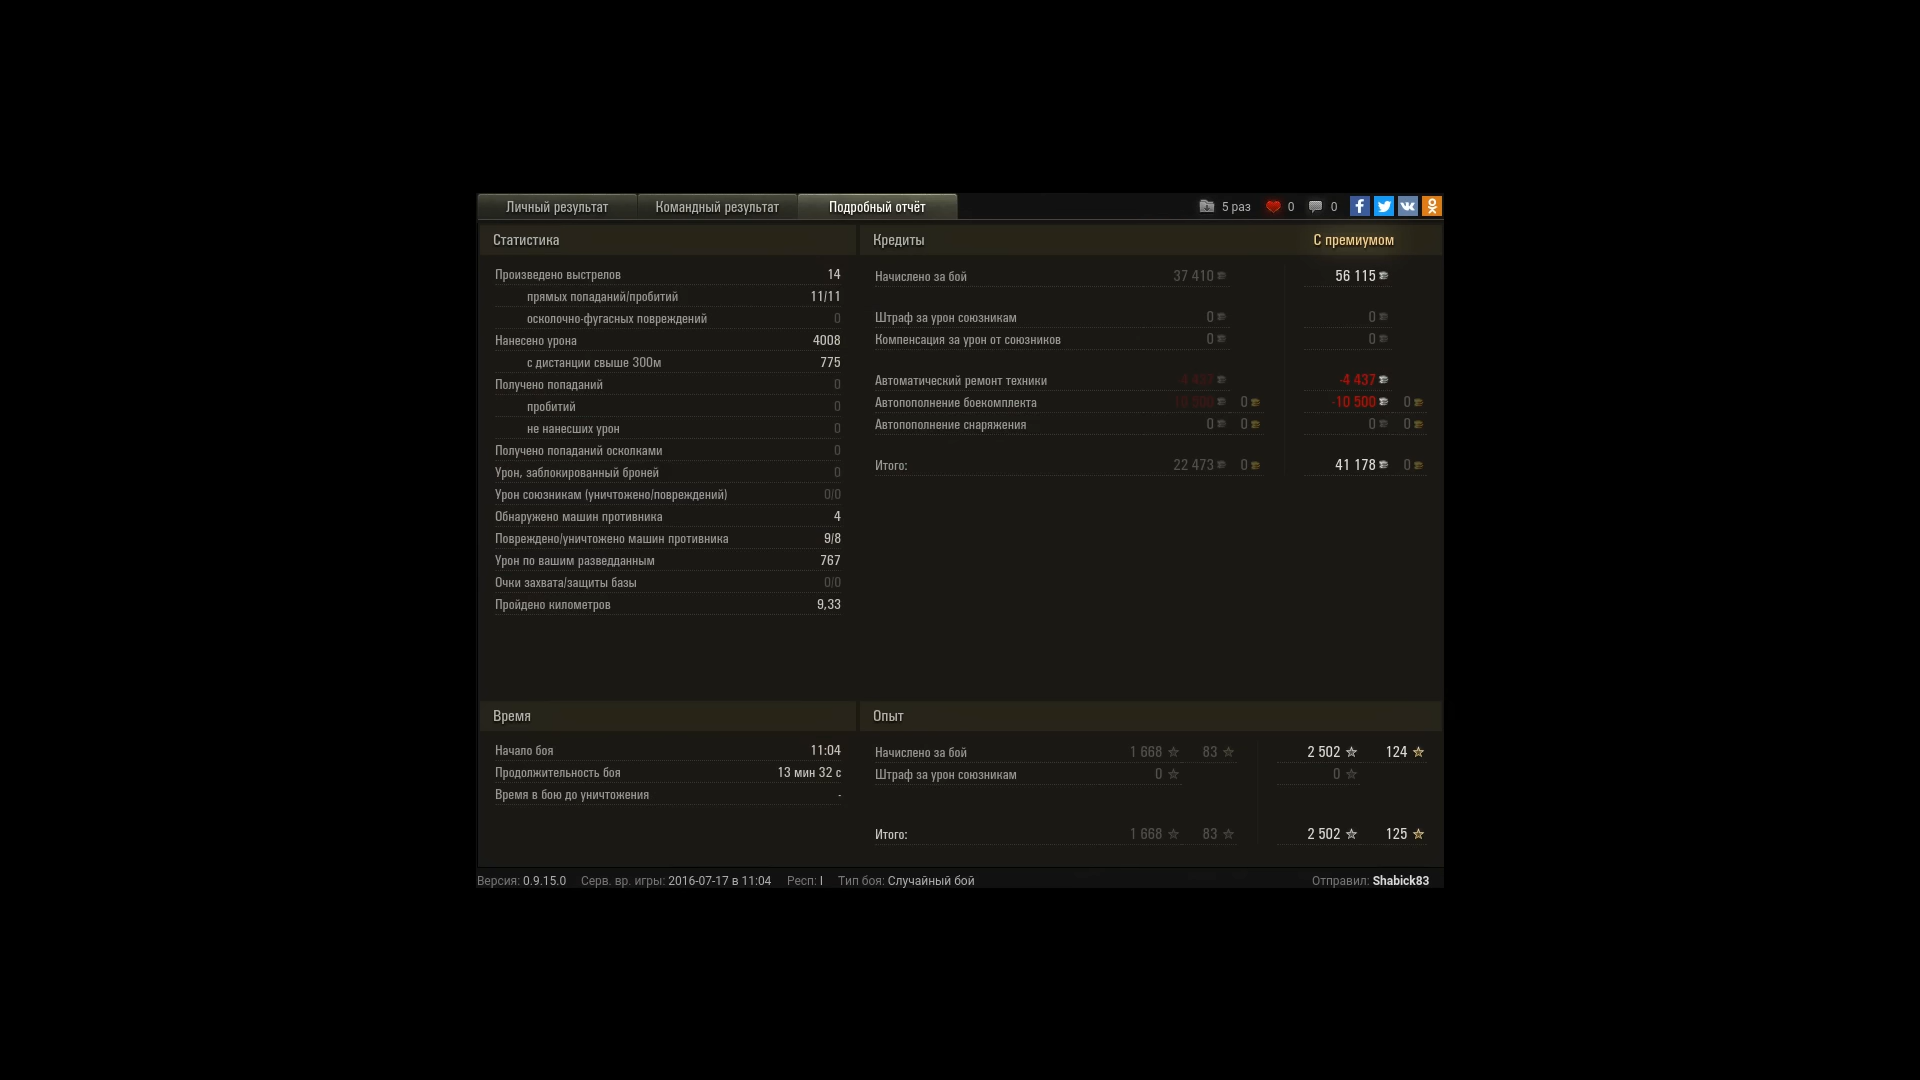 Личный результат Командный результат Подробный отчёт 5 раз 0 0
Статистика
Произведено выстрелов 14
прямых попаданий/пробитий 11/11
осколочно-фугасных повреждений 0
Нанесено урона 4008
с дистанции свыше 300м 775
Получено попаданий 0
пробитий 0
не нанесших урон 0
Получено попаданий осколками 0
Урон, заблокированный броней 0
Урон союзникам (уничтожено/повреждений) 0/0
Обнаружено машин противника 4
Повреждено/уничтожено машин противника 9/8
Урон по вашим разведданным 767
Очки захвата/защиты базы 0/0
Пройдено километров 9,33
Кредиты С премиумом
Начислено за бой 37 410 56 115
Штраф за урон союзникам 0 0
Компенсация за урон от союзников 0 0
Автоматический ремонт техники -4 437 -4 437
Автопополнение боекомплекта -10 500 0 -10 500 0
Автопополнение снаряжения 0 0 0 0
Итого: 22 473 0 41 178 0
Время
Начало боя 11:04
Продолжительность боя 13 мин 32 с
Время в бою до уничтожения -
Опыт
Начислено за бой 1 668 83 2 502 124
Штраф за урон союзникам 0 0
Итого: 1 668 83 2 502 125
Версия: 0.9.15.0 Серв. вр. игры: 2016-07-17 в 11:04 Респ: I Тип боя: Случайный бой Отправил: Shabick83